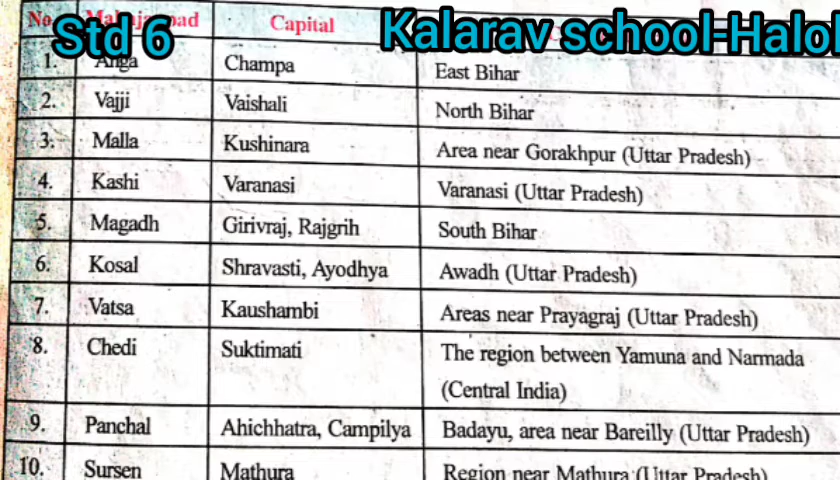 No. Capital
Std 6 Kalarav school-Halol
1. Anga Champa East Bihar
2. Vajji Vaishali North Bihar
3. Malla Kushinara Area near Gorakhpur (Uttar Pradesh)
4. Kashi Varanasi Varanasi (Uttar Pradesh)
5. Magadh Girivraj, Rajgrih South Bihar
6. Kosal Shravasti, Ayodhya Awadh (Uttar Pradesh)
7. Vatsa Kaushambi Areas near Prayagraj (Uttar Pradesh)
8. Chedi Suktimati The region between Yamuna and Narmada
(Central India)
9. Panchal Ahichhatra, Campilya Badayu, area near Bareilly (Uttar Pradesh)
10. Sursen Mathura Region near Mathura (Uttar Pradesh)